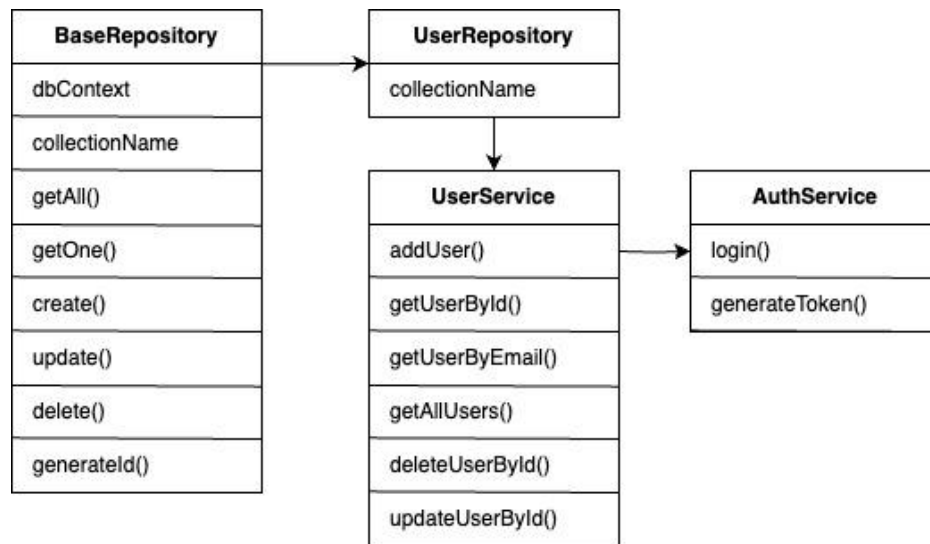 BaseRepository
dbContext
collectionName
getAll()
getOne()
create()
update()
delete()
generateId()
UserRepository
collectionName
UserService
addUser()
getUserById()
getUserByEmail()
getAllUsers()
deleteUserById()
updateUserById()
AuthService
login()
generateToken()